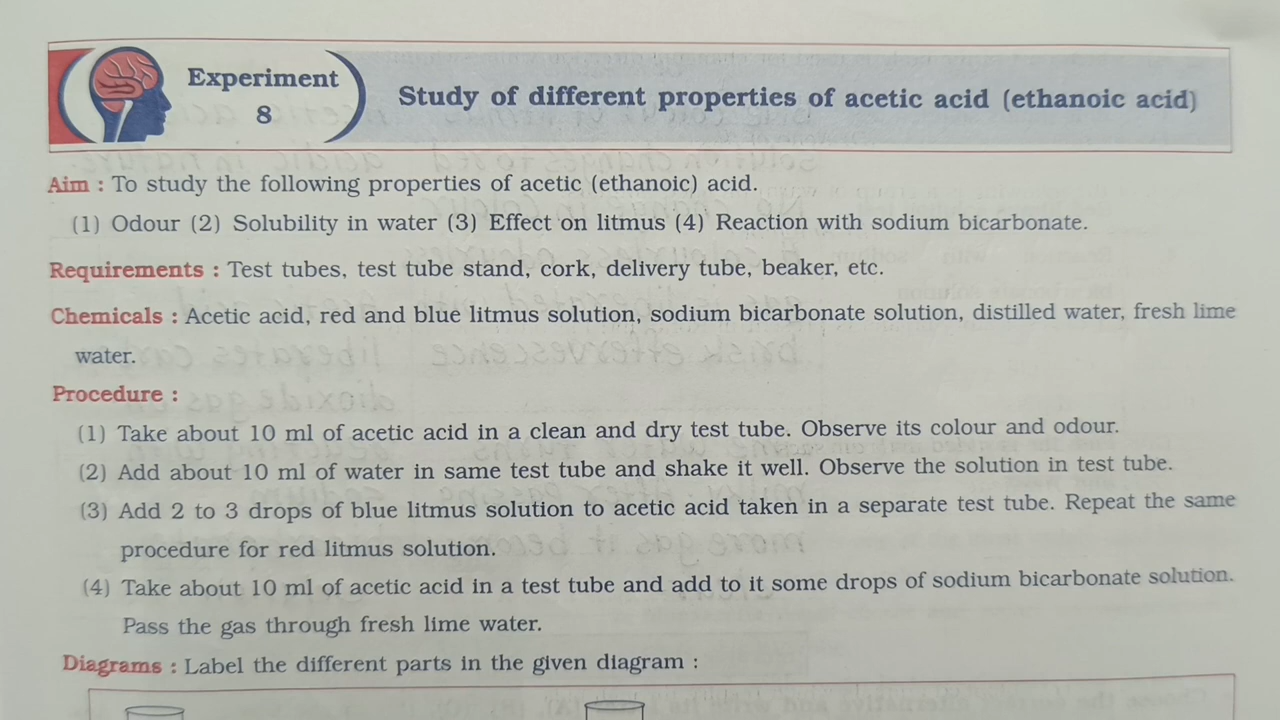 Experiment
8
Study of different properties of acetic acid (ethanoic acid)
Aim : To study the following properties of acetic (ethanoic) acid.
(1) Odour (2) Solubility in water (3) Effect on litmus (4) Reaction with sodium bicarbonate.
Requirements : Test tubes, test tube stand, cork, delivery tube, beaker, etc.
Chemicals : Acetic acid, red and blue litmus solution, sodium bicarbonate solution, distilled water, fresh lime
water.
Procedure :
(1) Take about 10 ml of acetic acid in a clean and dry test tube. Observe its colour and odour.
(2) Add about 10 ml of water in same test tube and shake it well. Observe the solution in test tube.
(3) Add 2 to 3 drops of blue litmus solution to acetic acid taken in a separate test tube. Repeat the same
procedure for red litmus solution.
(4) Take about 10 ml of acetic acid in a test tube and add to it some drops of sodium bicarbonate solution.
Pass the gas through fresh lime water.
Diagrams : Label the different parts in the given diagram :